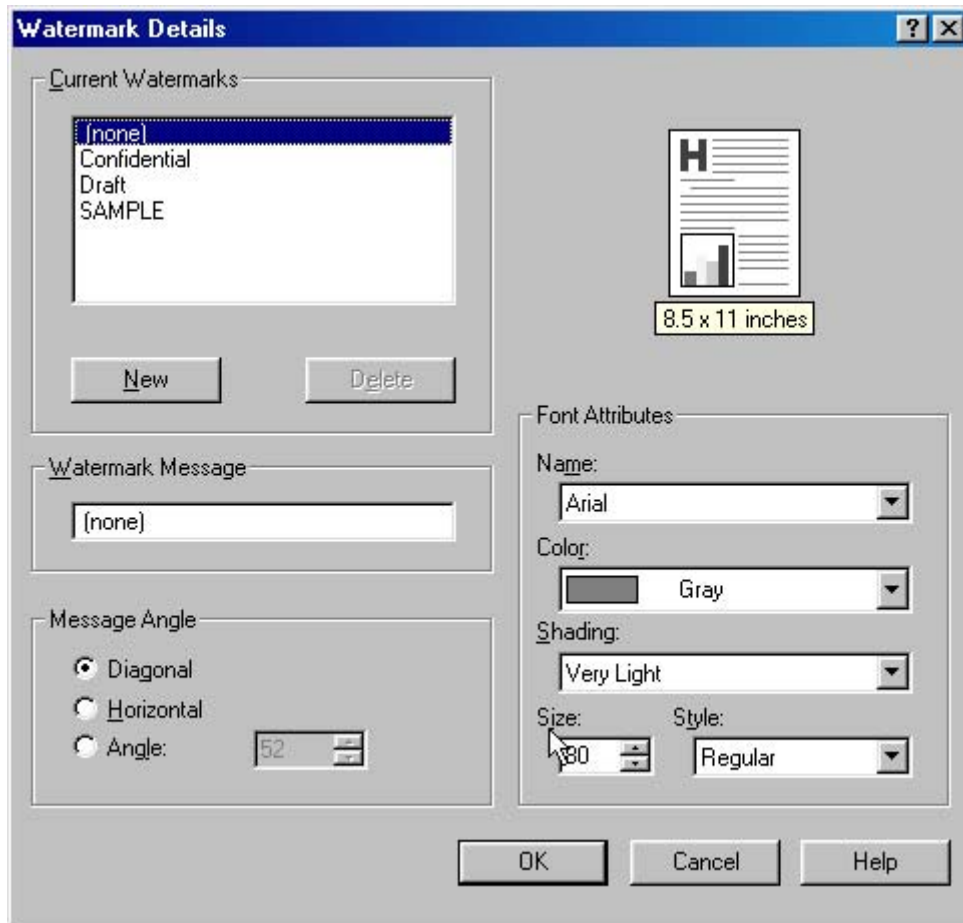 Watermark Details
Current Watermarks
(none)
Confidential
Draft
SAMPLE
New
Delete
Watermark Message
(none)
Message Angle
Diagonal
Horizontal
Angle:
52
H
8.5 x 11 inches
Font Attributes
Name:
Arial
Color:
Gray
Shading:
Very Light
Size:
Style:
80
Regular
OK
Cancel
Help